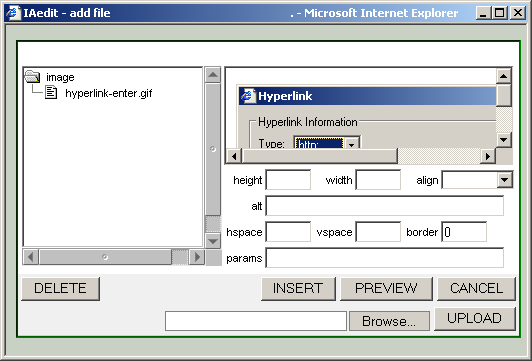 IAedit - add file . - Microsoft Internet Explorer
image
hyperlink-enter.gif
Hyperlink
Hyperlink Information
Type: http:
height width align
alt
hspace vspace border 0
params
DELETE INSERT PREVIEW CANCEL
Browse... UPLOAD